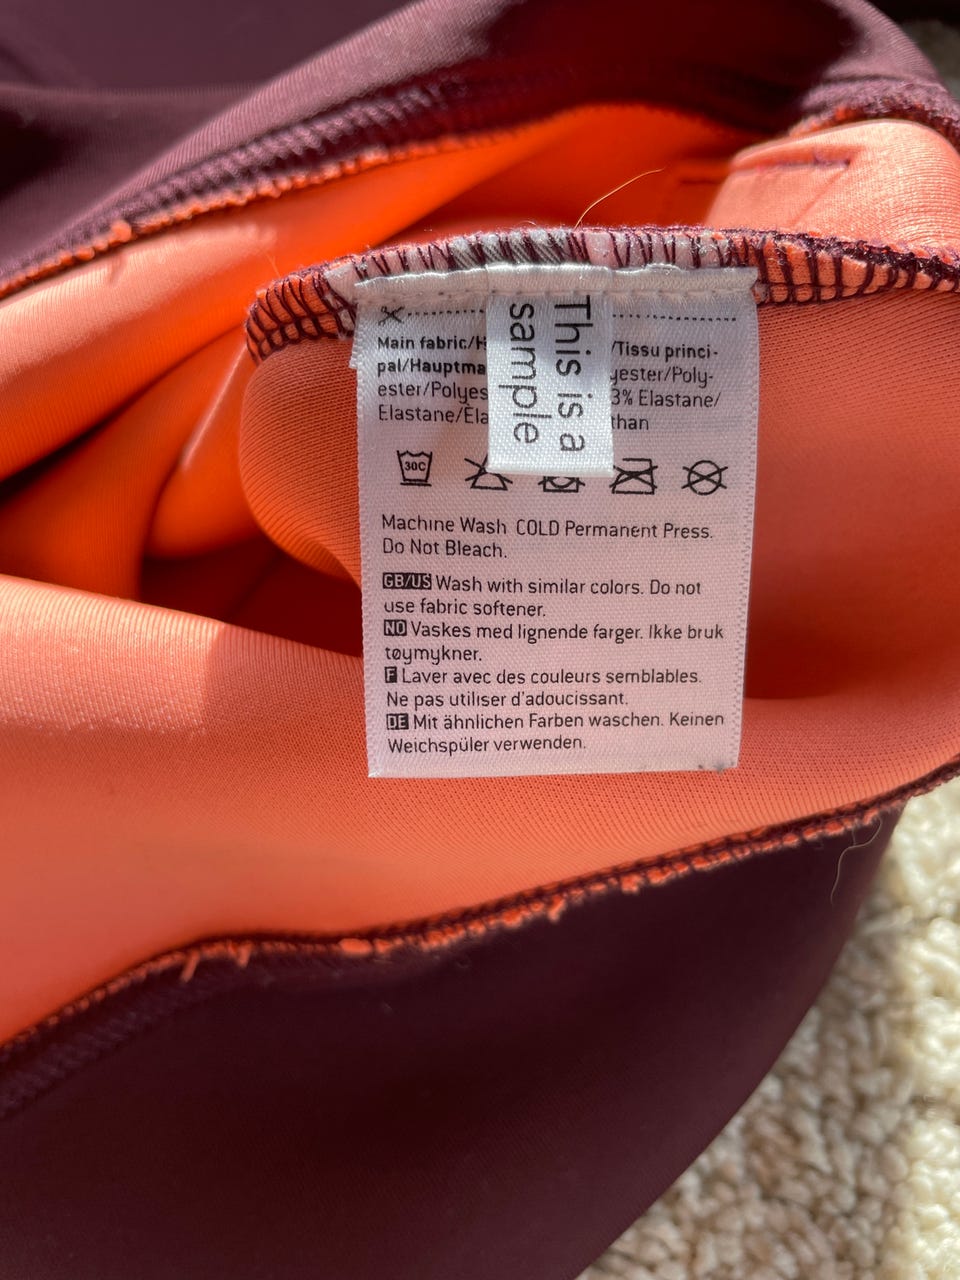 This is a
sample
Main fabric/H /Tissu princi-
pal/Hauptma yester/Poly-
ester/Polyes 3% Elastane/
Elastane/Ela than
30C
Machine Wash COLD Permanent Press.
Do Not Bleach.
GB/US Wash with similar colors. Do not
use fabric softener.
NO Vaskes med lignende farger. Ikke bruk
tøymykner.
F Laver avec des couleurs semblables.
Ne pas utiliser d'adoucissant.
DE Mit ähnlichen Farben waschen. Keinen
Weichspüler verwenden.